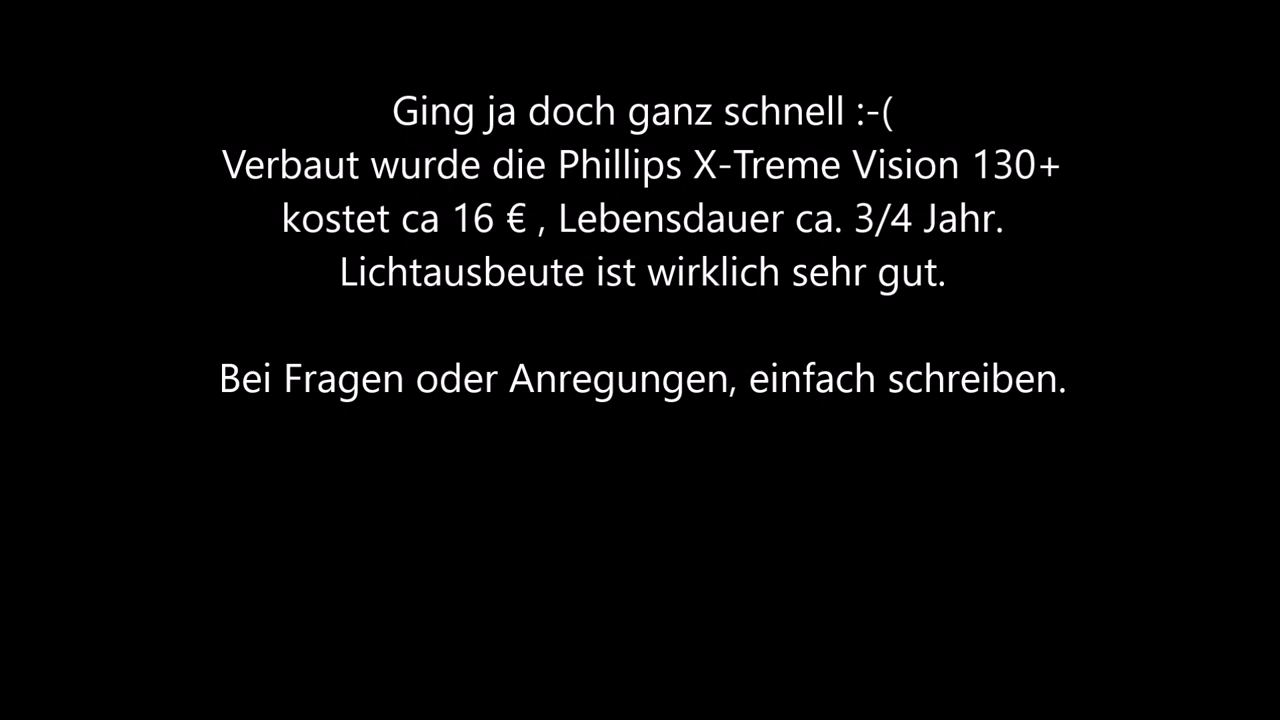 Ging ja doch ganz schnell :-(
Verbaut wurde die Phillips X-Treme Vision 130+
kostet ca 16 € , Lebensdauer ca. 3/4 Jahr.
Lichtausbeute ist wirklich sehr gut.
Bei Fragen oder Anregungen, einfach schreiben.